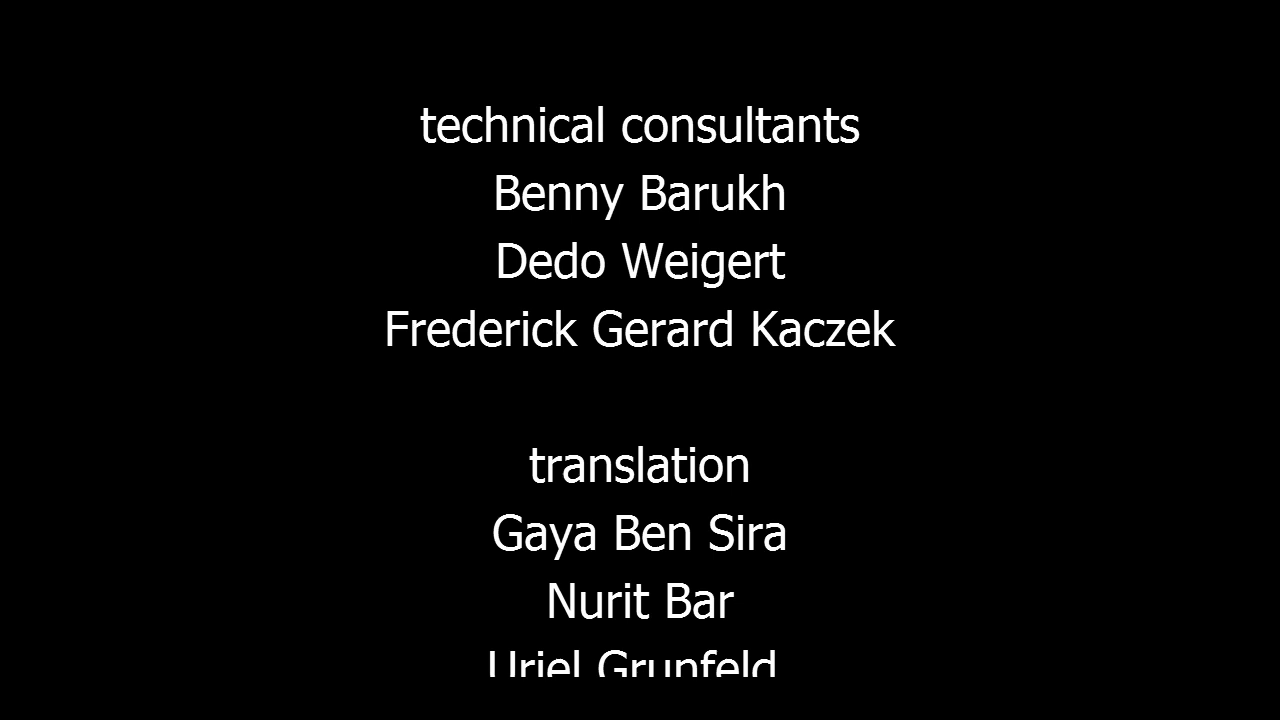 technical consultants
Benny Barukh
Dedo Weigert
Frederick Gerard Kaczek
translation
Gaya Ben Sira
Nurit Bar
Uriel Grunfeld